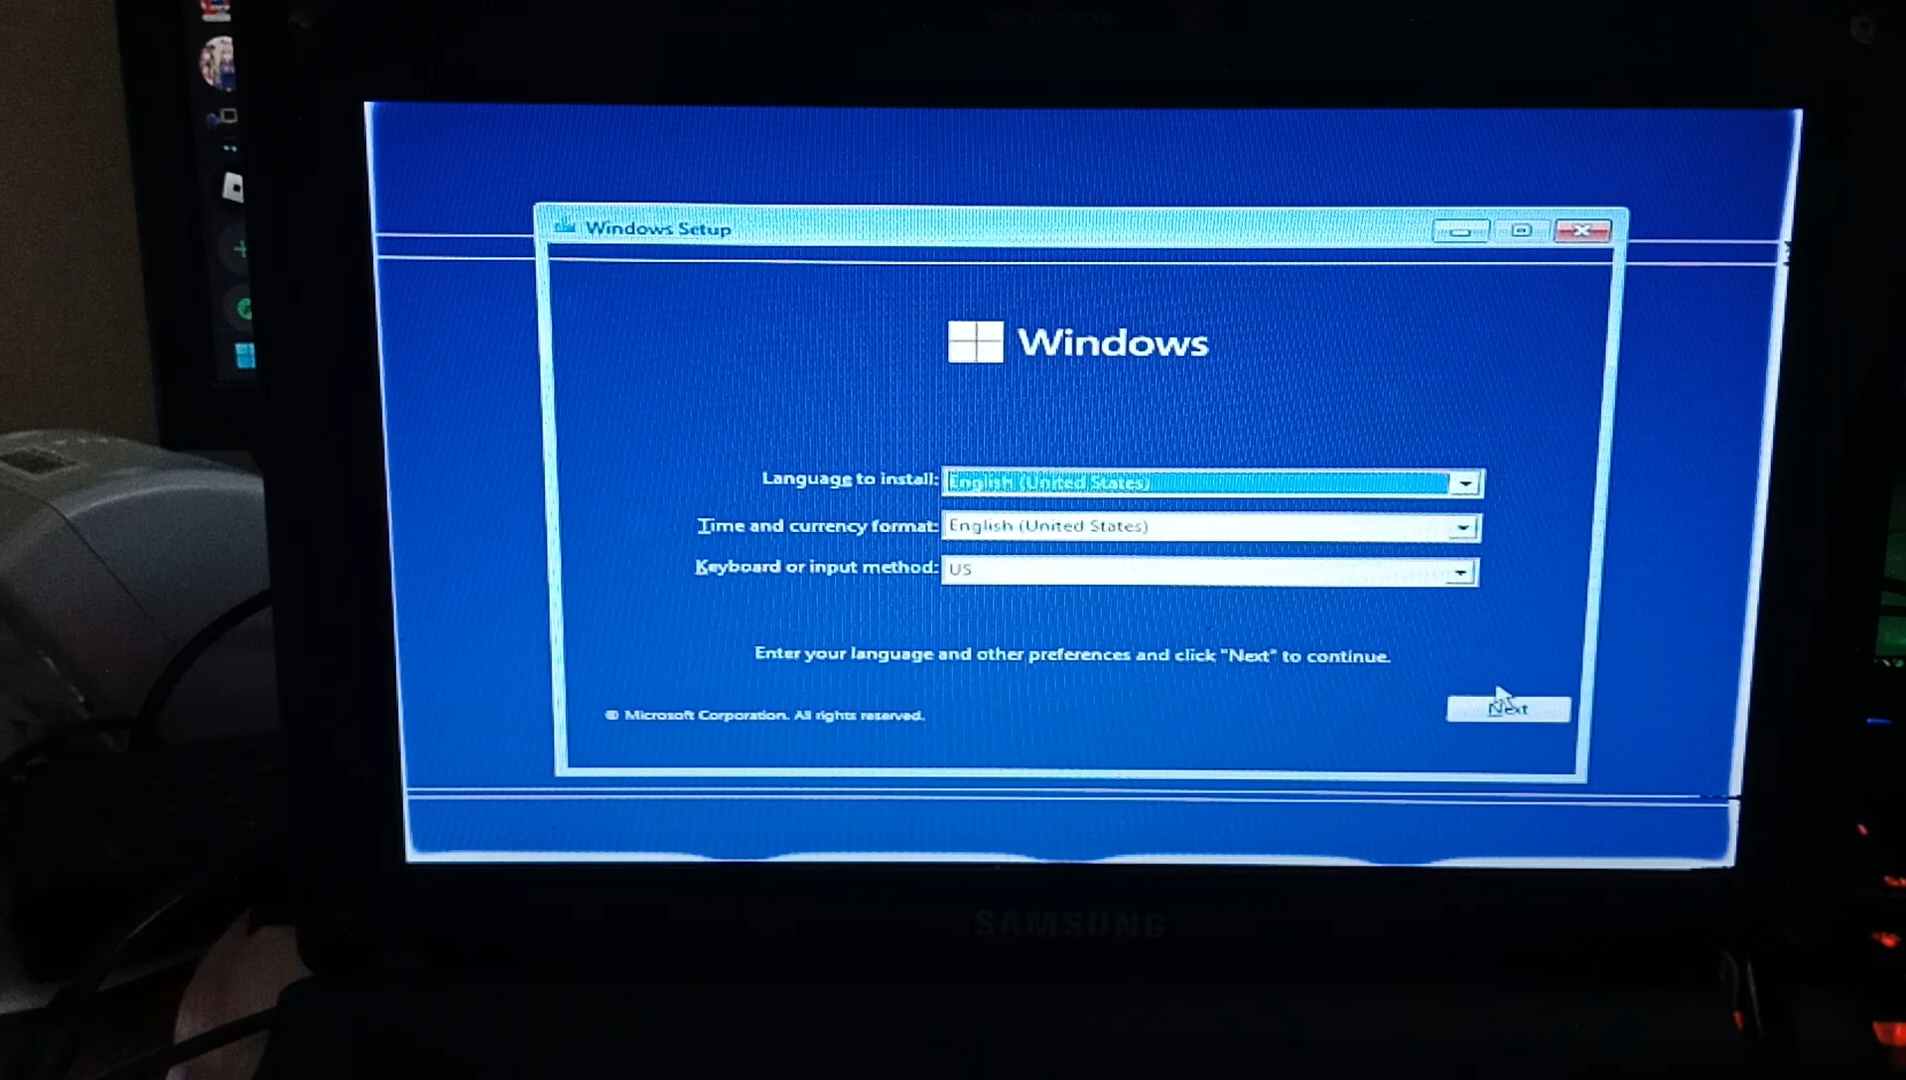 Windows Setup
Windows
Language to install: English (United States)
Time and currency format: English (United States)
Keyboard or input method: US
Enter your language and other preferences and click "Next" to continue.
© Microsoft Corporation. All rights reserved.
Next
SAMSUNG